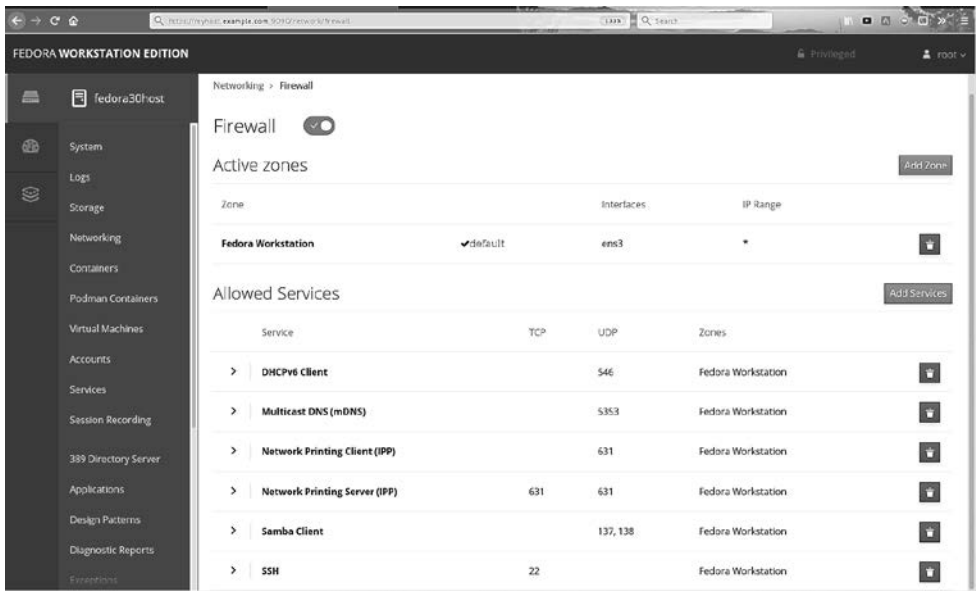 example.com
Search
FEDORA WORKSTATION EDITION
Privileged
root
fedora30host
System
Logs
Storage
Networking
Containers
Podman Containers
Virtual Machines
Accounts
Services
Session Recording
389 Directory Server
Applications
Design Patterns
Diagnostic Reports
Exceptions
Networking > Firewall
Firewall
Active zones
Add Zone
Zone Interfaces IP Range
Fedora Workstation ✔default ens3 *
Allowed Services
Add Services
Service TCP UDP Zones
> DHCPv6 Client 546 Fedora Workstation
> Multicast DNS (mDNS) 5353 Fedora Workstation
> Network Printing Client (IPP) 631 Fedora Workstation
> Network Printing Server (IPP) 631 631 Fedora Workstation
> Samba Client 137, 138 Fedora Workstation
> SSH 22 Fedora Workstation